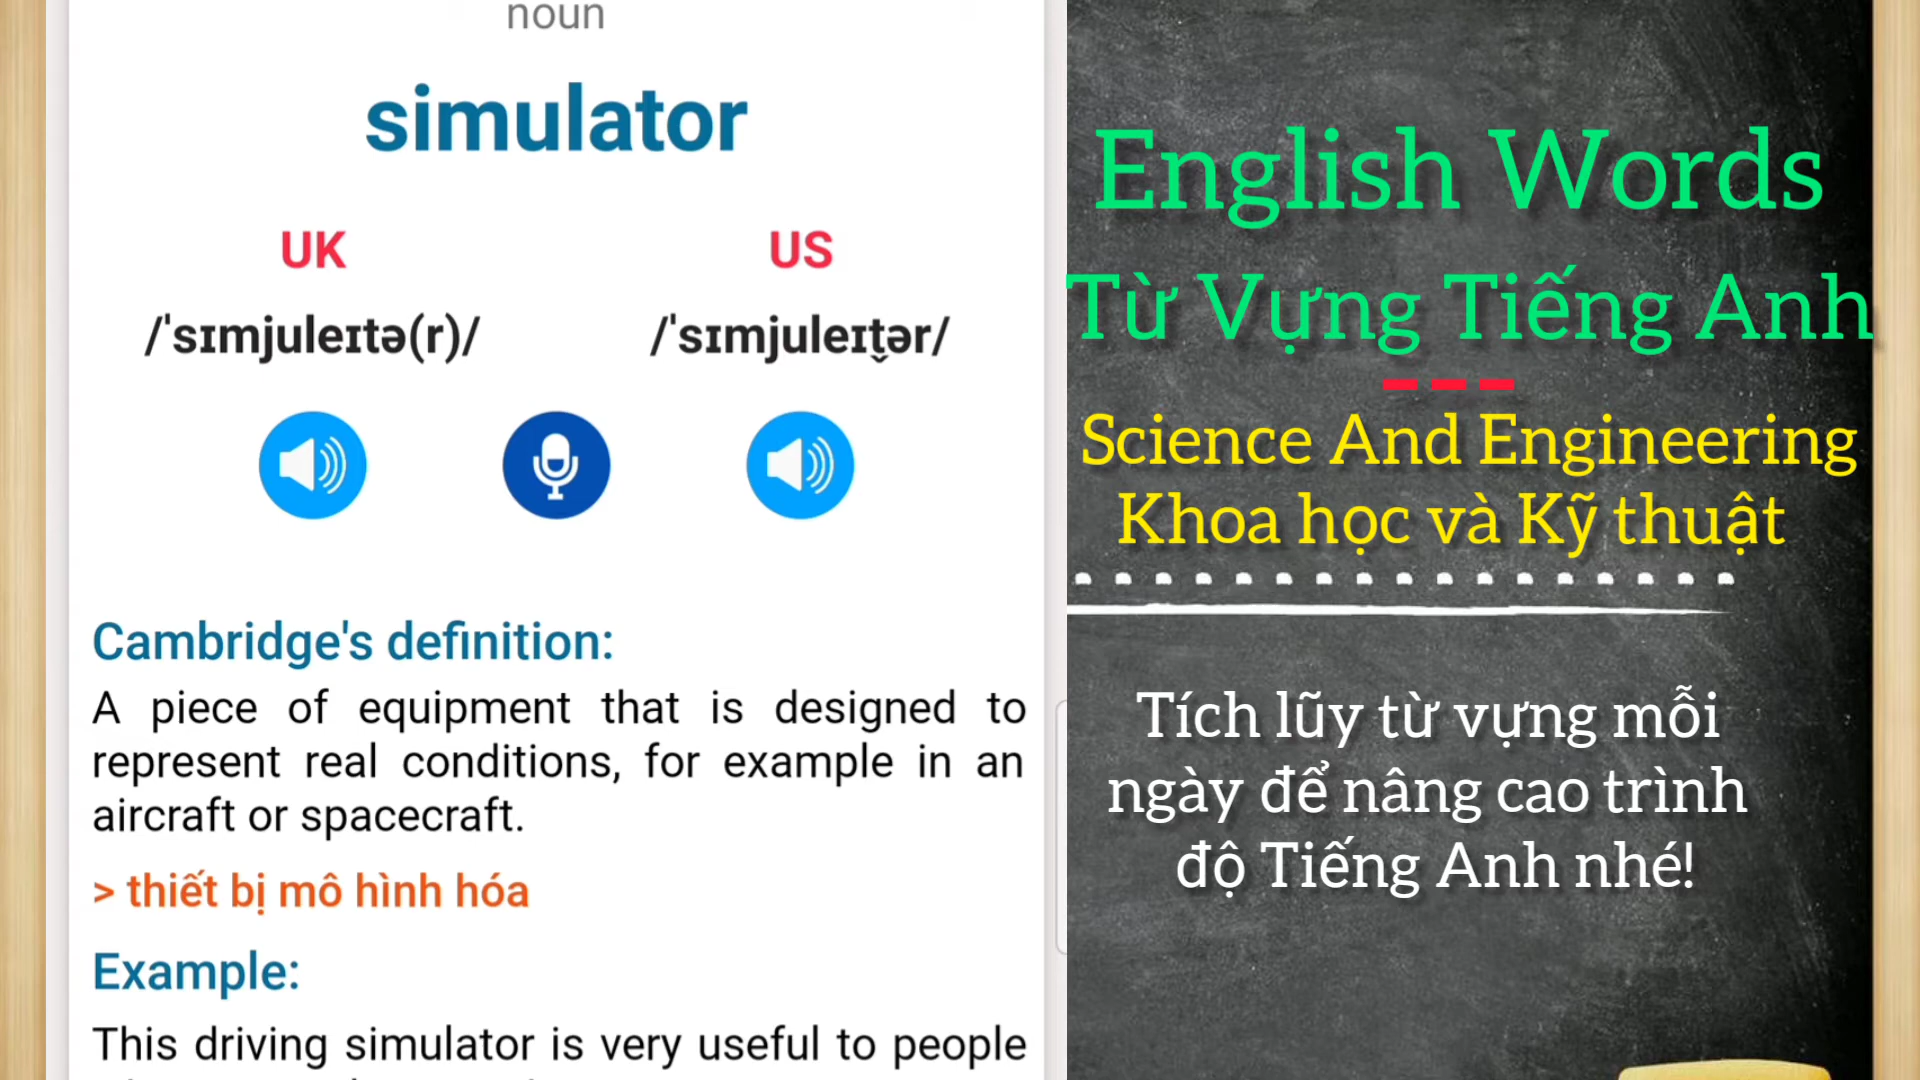 noun
simulator
UK
US
/ˈsɪmjuleɪtə(r)/
/ˈsɪmjuleɪt̬ər/
Cambridge's definition:
A piece of equipment that is designed to
represent real conditions, for example in an
aircraft or spacecraft.
> thiết bị mô hình hóa
Example:
This driving simulator is very useful to people
English Words
Từ Vựng Tiếng Anh
Science And Engineering
Khoa học và Kỹ thuật
Tích lũy từ vựng mỗi
ngày để nâng cao trình
độ Tiếng Anh nhé!